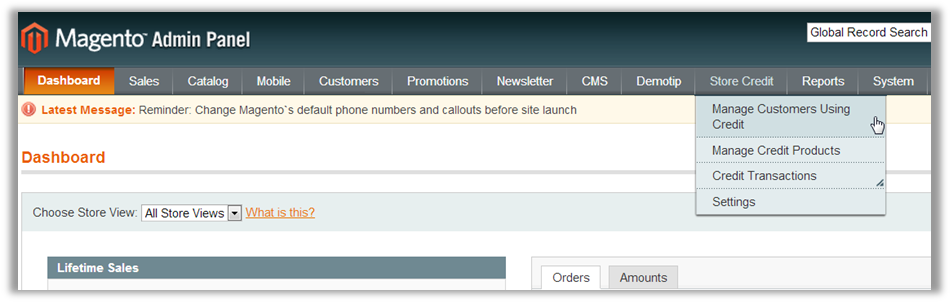 Magento Admin Panel
Global Record Search
Dashboard Sales Catalog Mobile Customers Promotions Newsletter CMS Demotip Store Credit Reports System
Latest Message: Reminder: Change Magento`s default phone numbers and callouts before site launch
Manage Customers Using
Credit
Manage Credit Products
Credit Transactions
Settings
Dashboard
Choose Store View: All Store Views What is this?
Lifetime Sales
Orders Amounts